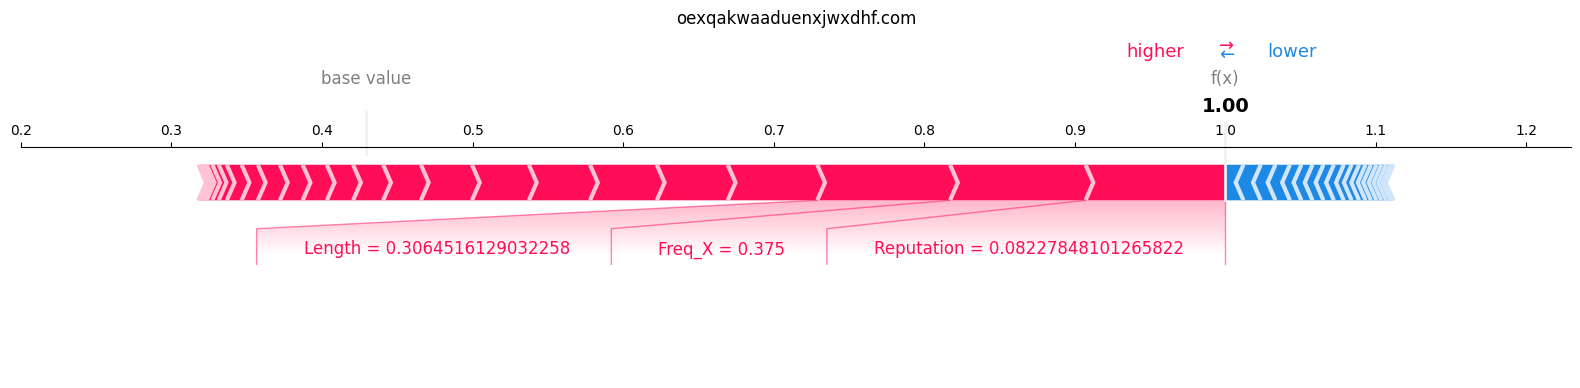 oexqakwaaduenxjwxdhf.com
higher → ← lower
base value f(x)
1.00
0.2 0.3 0.4 0.5 0.6 0.7 0.8 0.9 1.0 1.1 1.2
Length = 0.3064516129032258 Freq_X = 0.375 Reputation = 0.08227848101265822